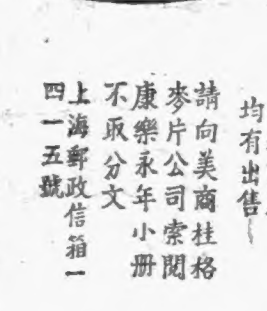 均有出售
請向美商桂格
麥片公司索閱
康樂永年小册
不取分文
上海郵政信箱一
四一五號